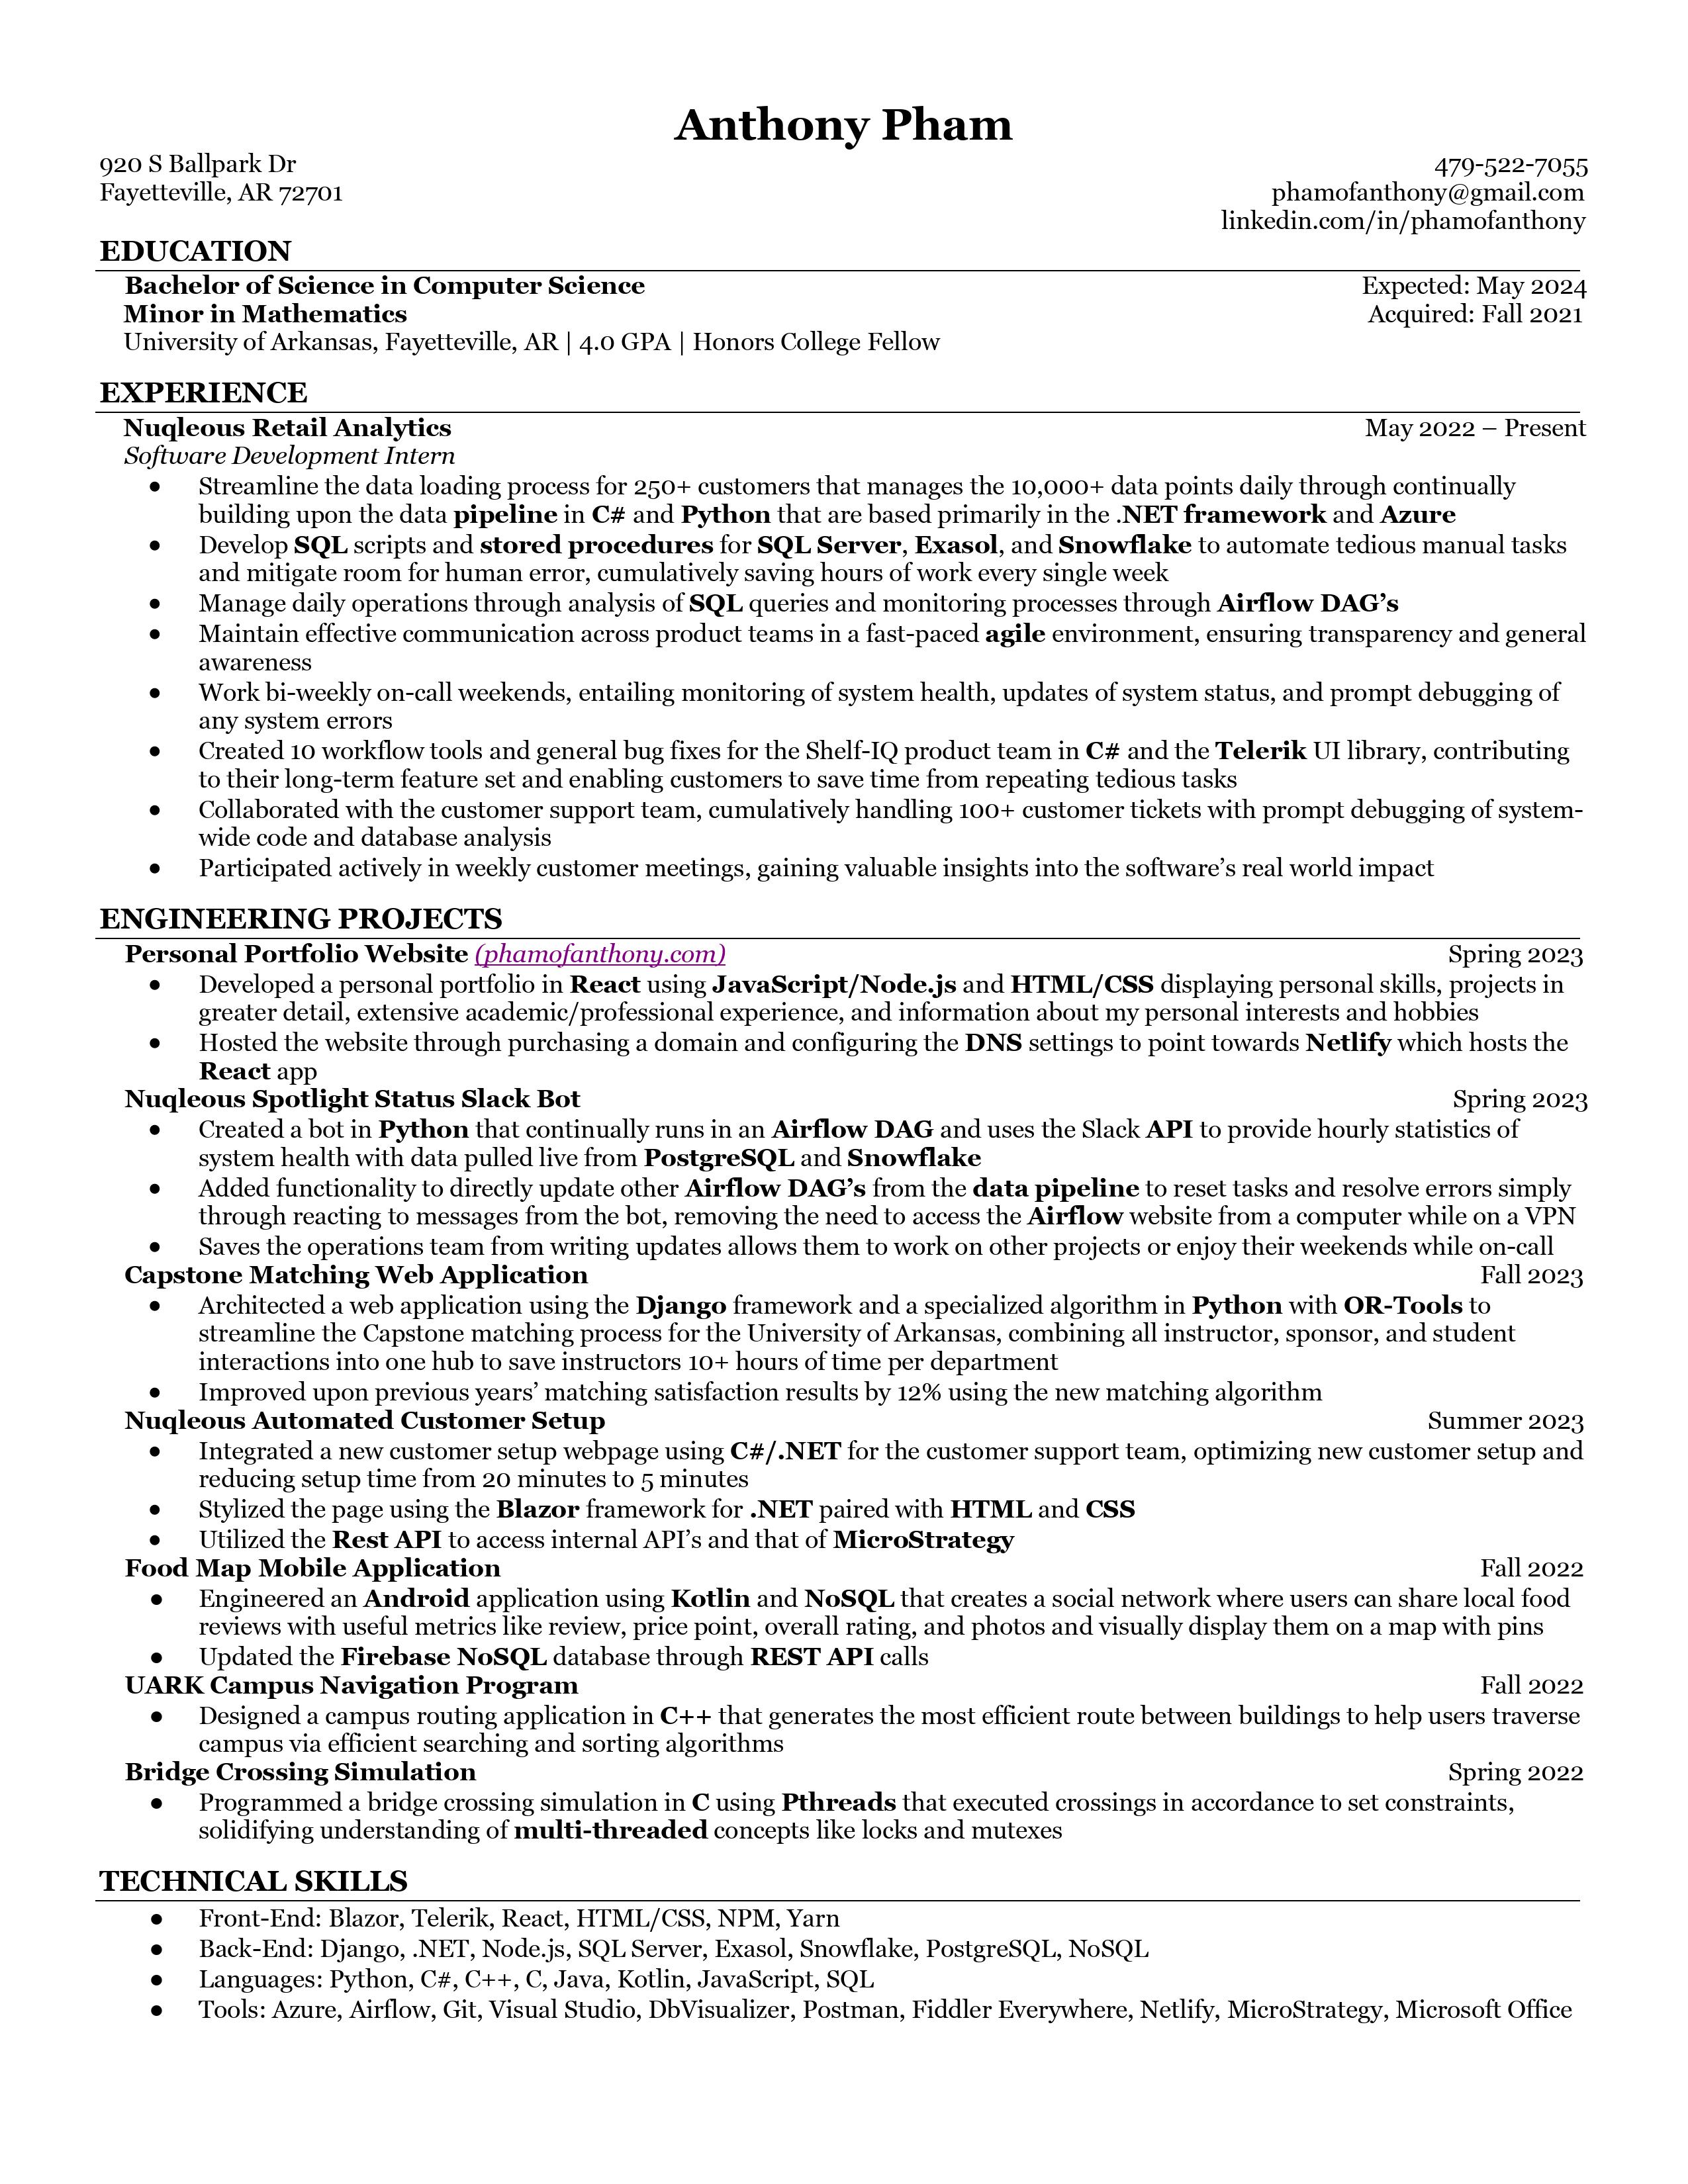 Anthony Pham
920 S Ballpark Dr 479-522-7055
Fayetteville, AR 72701 phamofanthony@gmail.com
linkedin.com/in/phamofanthony
EDUCATION
Bachelor of Science in Computer Science Expected: May 2024
Minor in Mathematics Acquired: Fall 2021
University of Arkansas, Fayetteville, AR | 4.0 GPA | Honors College Fellow
EXPERIENCE
Nuqleous Retail Analytics May 2022 – Present
Software Development Intern
● Streamline the data loading process for 250+ customers that manages the 10,000+ data points daily through continually
building upon the data pipeline in C# and Python that are based primarily in the .NET framework and Azure
● Develop SQL scripts and stored procedures for SQL Server, Exasol, and Snowflake to automate tedious manual tasks
and mitigate room for human error, cumulatively saving hours of work every single week
● Manage daily operations through analysis of SQL queries and monitoring processes through Airflow DAG’s
● Maintain effective communication across product teams in a fast-paced agile environment, ensuring transparency and general
awareness
● Work bi-weekly on-call weekends, entailing monitoring of system health, updates of system status, and prompt debugging of
any system errors
● Created 10 workflow tools and general bug fixes for the Shelf-IQ product team in C# and the Telerik UI library, contributing
to their long-term feature set and enabling customers to save time from repeating tedious tasks
● Collaborated with the customer support team, cumulatively handling 100+ customer tickets with prompt debugging of system-
wide code and database analysis
● Participated actively in weekly customer meetings, gaining valuable insights into the software’s real world impact
ENGINEERING PROJECTS
Personal Portfolio Website (phamofanthony.com) Spring 2023
● Developed a personal portfolio in React using JavaScript/Node.js and HTML/CSS displaying personal skills, projects in
greater detail, extensive academic/professional experience, and information about my personal interests and hobbies
● Hosted the website through purchasing a domain and configuring the DNS settings to point towards Netlify which hosts the
React app
Nuqleous Spotlight Status Slack Bot Spring 2023
● Created a bot in Python that continually runs in an Airflow DAG and uses the Slack API to provide hourly statistics of
system health with data pulled live from PostgreSQL and Snowflake
● Added functionality to directly update other Airflow DAG’s from the data pipeline to reset tasks and resolve errors simply
through reacting to messages from the bot, removing the need to access the Airflow website from a computer while on a VPN
● Saves the operations team from writing updates allows them to work on other projects or enjoy their weekends while on-call
Capstone Matching Web Application Fall 2023
● Architected a web application using the Django framework and a specialized algorithm in Python with OR-Tools to
streamline the Capstone matching process for the University of Arkansas, combining all instructor, sponsor, and student
interactions into one hub to save instructors 10+ hours of time per department
● Improved upon previous years’ matching satisfaction results by 12% using the new matching algorithm
Nuqleous Automated Customer Setup Summer 2023
● Integrated a new customer setup webpage using C#/.NET for the customer support team, optimizing new customer setup and
reducing setup time from 20 minutes to 5 minutes
● Stylized the page using the Blazor framework for .NET paired with HTML and CSS
● Utilized the Rest API to access internal API’s and that of MicroStrategy
Food Map Mobile Application Fall 2022
● Engineered an Android application using Kotlin and NoSQL that creates a social network where users can share local food
reviews with useful metrics like review, price point, overall rating, and photos and visually display them on a map with pins
● Updated the Firebase NoSQL database through REST API calls
UARK Campus Navigation Program Fall 2022
● Designed a campus routing application in C++ that generates the most efficient route between buildings to help users traverse
campus via efficient searching and sorting algorithms
Bridge Crossing Simulation Spring 2022
● Programmed a bridge crossing simulation in C using Pthreads that executed crossings in accordance to set constraints,
solidifying understanding of multi-threaded concepts like locks and mutexes
TECHNICAL SKILLS
● Front-End: Blazor, Telerik, React, HTML/CSS, NPM, Yarn
● Back-End: Django, .NET, Node.js, SQL Server, Exasol, Snowflake, PostgreSQL, NoSQL
● Languages: Python, C#, C++, C, Java, Kotlin, JavaScript, SQL
● Tools: Azure, Airflow, Git, Visual Studio, DbVisualizer, Postman, Fiddler Everywhere, Netlify, MicroStrategy, Microsoft Office